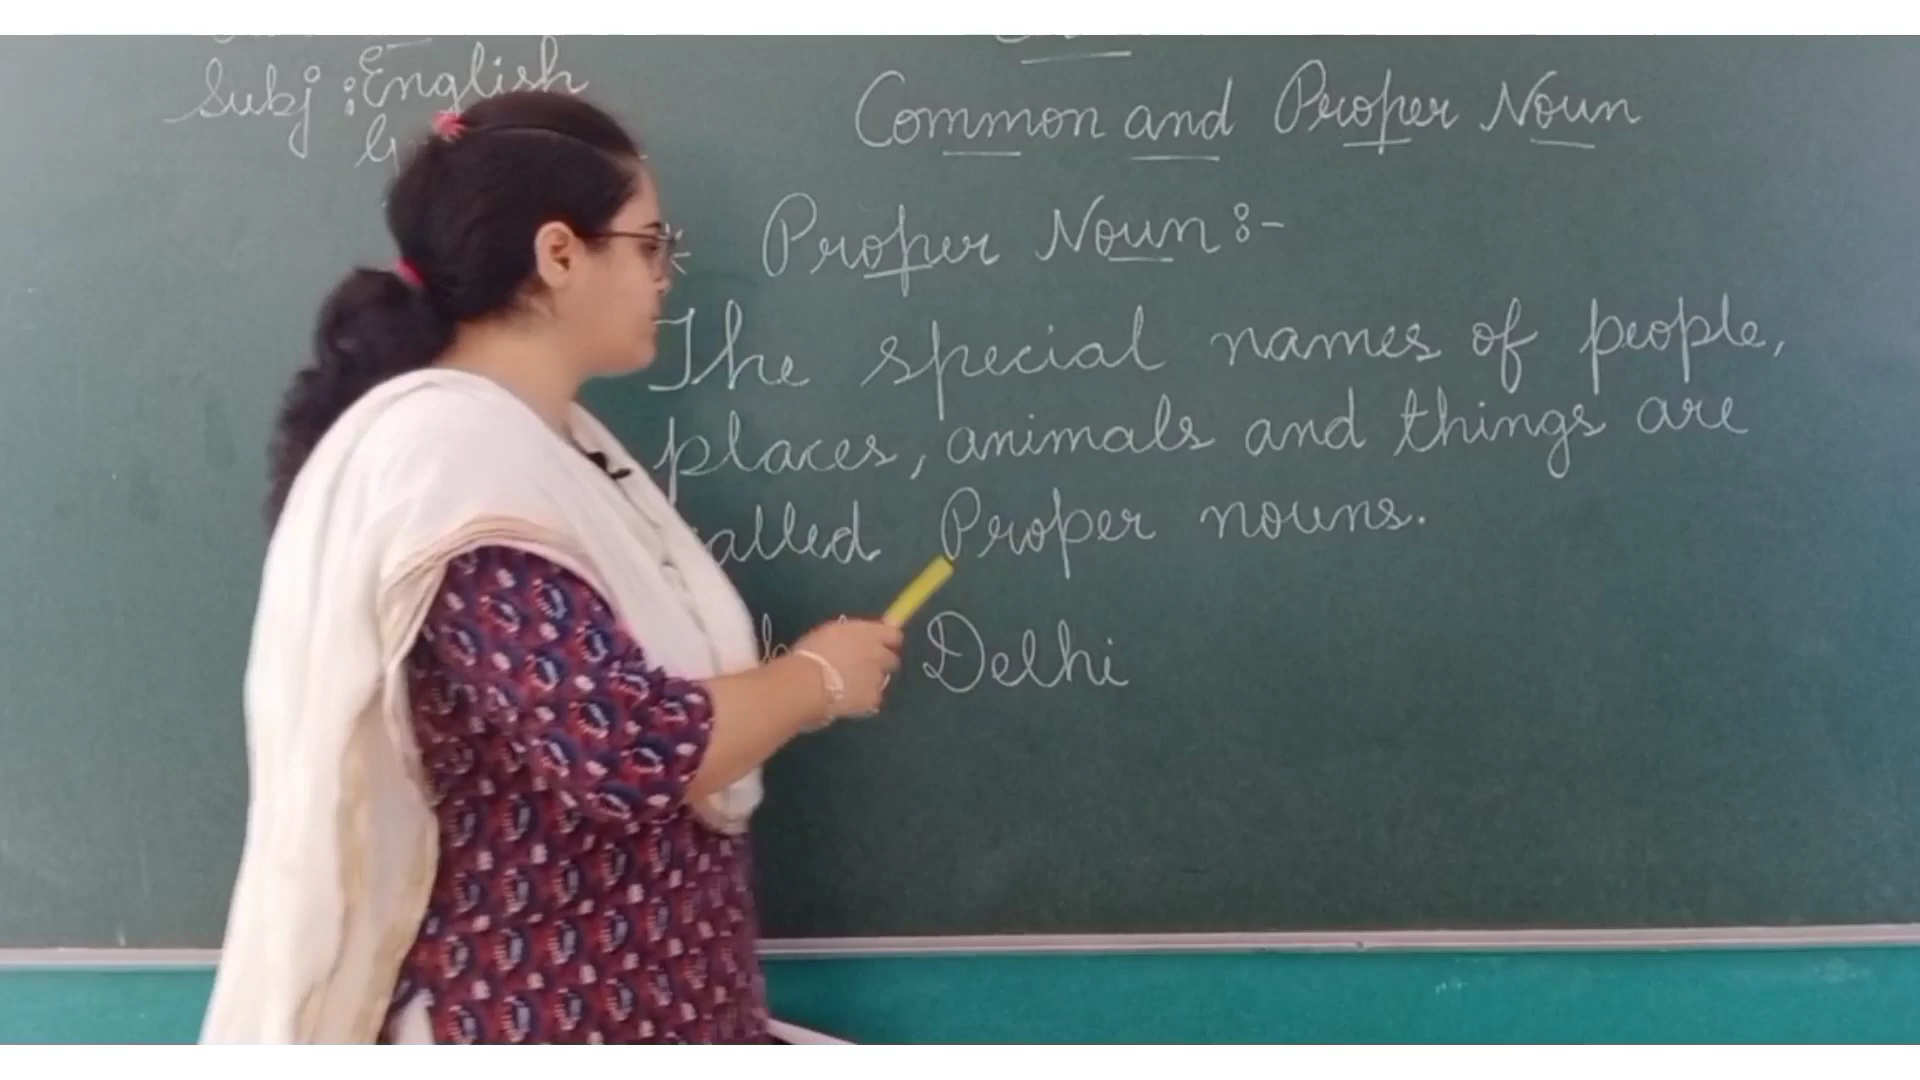 Subj : English
Common and Proper Noun
Proper Noun :-
The special names of people,
places, animals and things are
Proper nouns.
Delhi